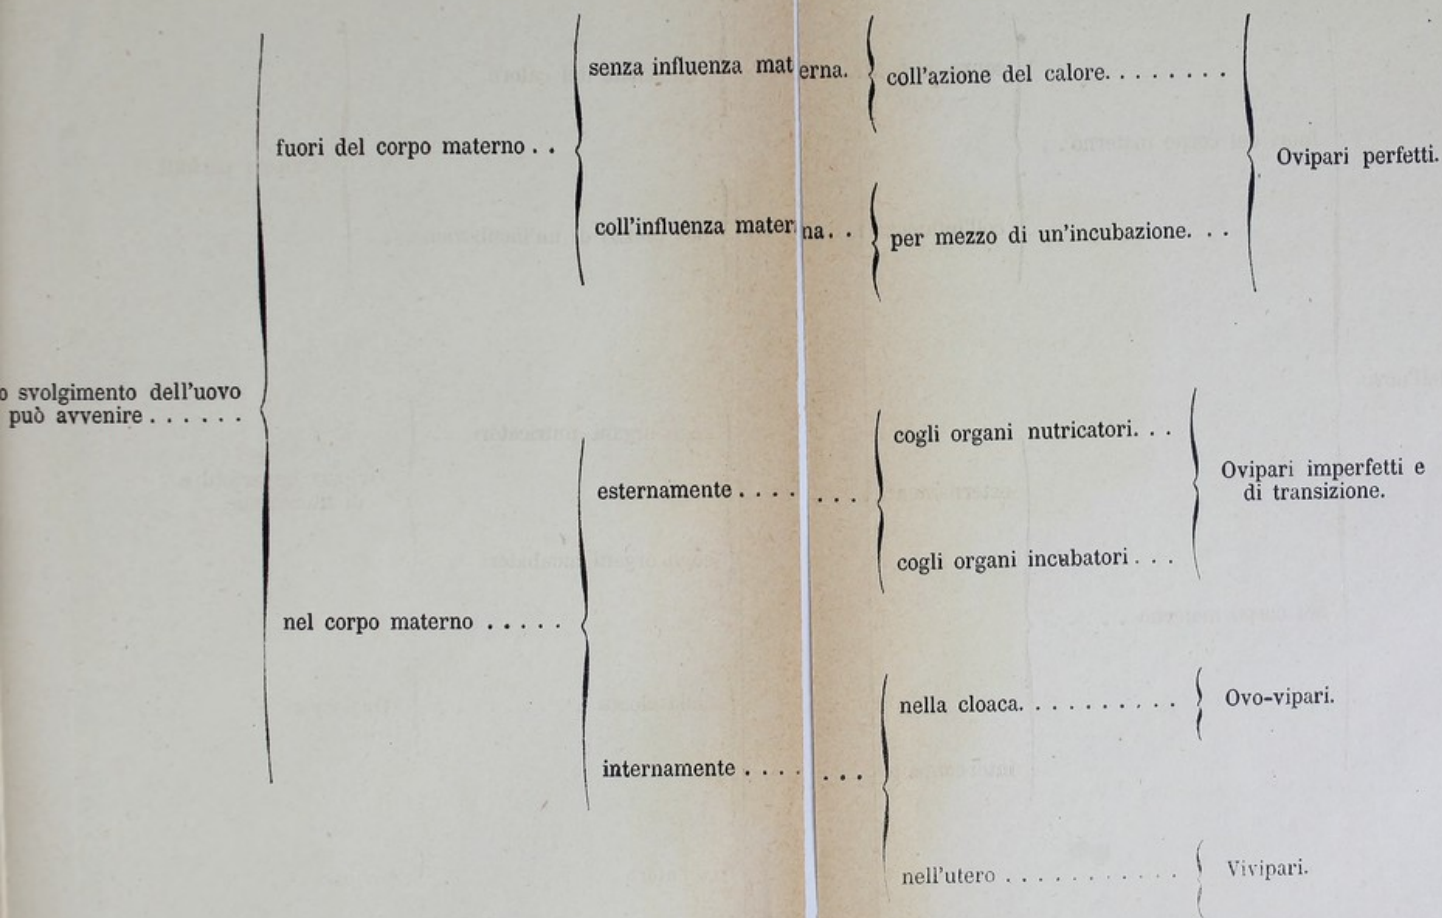 o svolgimento dell'uovo
può avvenire . . . . . .
fuori del corpo materno . .
senza influenza materna.
coll'azione del calore. . . . . . . .
coll'influenza materna. . .
per mezzo di un'incubazione. . .
Ovipari perfetti.
nel corpo materno . . . . .
esternamente . . . . . . .
cogli organi nutricatori. . .
cogli organi incubatori . . .
Ovipari imperfetti e
di transizione.
internamente . . . . . . .
nella cloaca. . . . . . . . . .
Ovo-vipari.
nell'utero . . . . . . . . . . .
Vivipari.